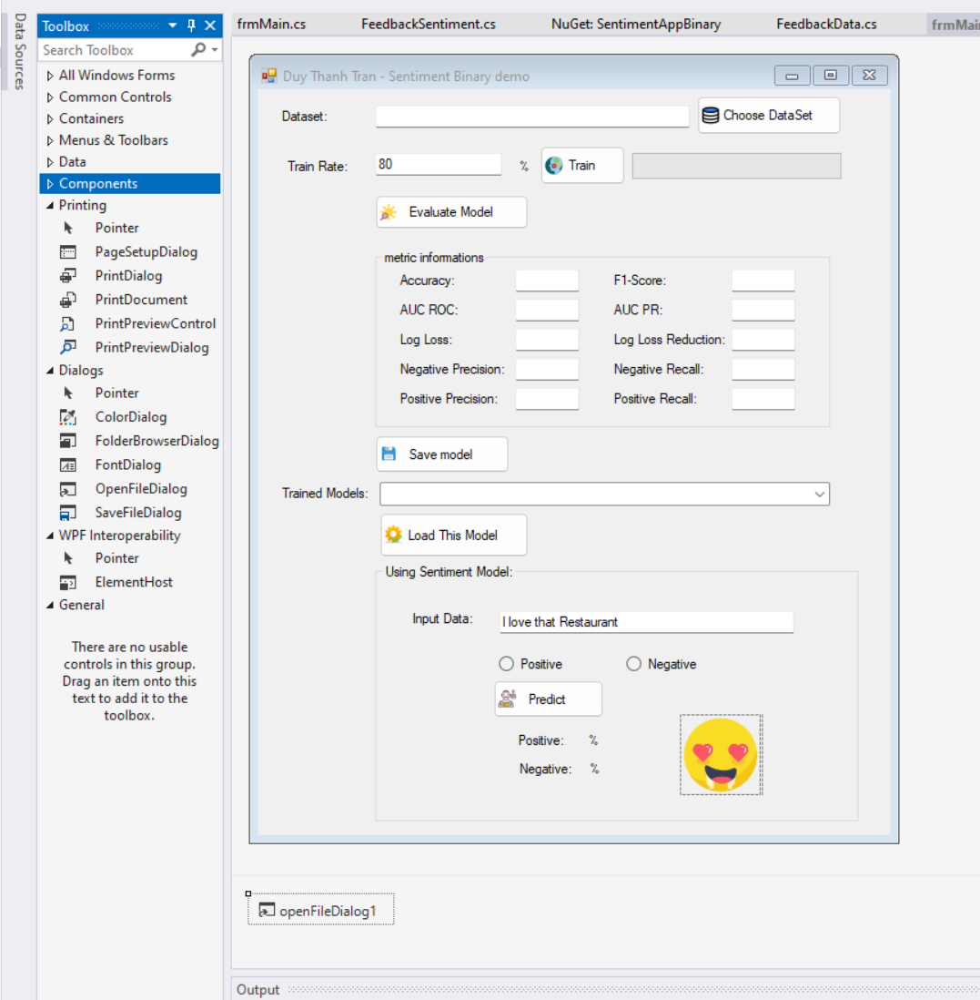 Data Sources
Toolbox
Search Toolbox
All Windows Forms
Common Controls
Containers
Menus & Toolbars
Data
Components
Printing
Pointer
PageSetupDialog
PrintDialog
PrintDocument
PrintPreviewControl
PrintPreviewDialog
Dialogs
Pointer
ColorDialog
FolderBrowserDialog
FontDialog
OpenFileDialog
SaveFileDialog
WPF Interoperability
Pointer
ElementHost
General
There are no usable
controls in this group.
Drag an item onto this
text to add it to the
toolbox.
frmMain.cs FeedbackSentiment.cs NuGet: SentimentAppBinary FeedbackData.cs frmMai
Duy Thanh Tran - Sentiment Binary demo
Dataset: Choose DataSet
Train Rate: 80 % Train
Evaluate Model
metric informations
Accuracy: F1-Score:
AUC ROC: AUC PR:
Log Loss: Log Loss Reduction:
Negative Precision: Negative Recall:
Positive Precision: Positive Recall:
Save model
Trained Models:
Load This Model
Using Sentiment Model:
Input Data: I love that Restaurant
Positive Negative
Predict
Positive: %
Negative: %
openFileDialog1
Output